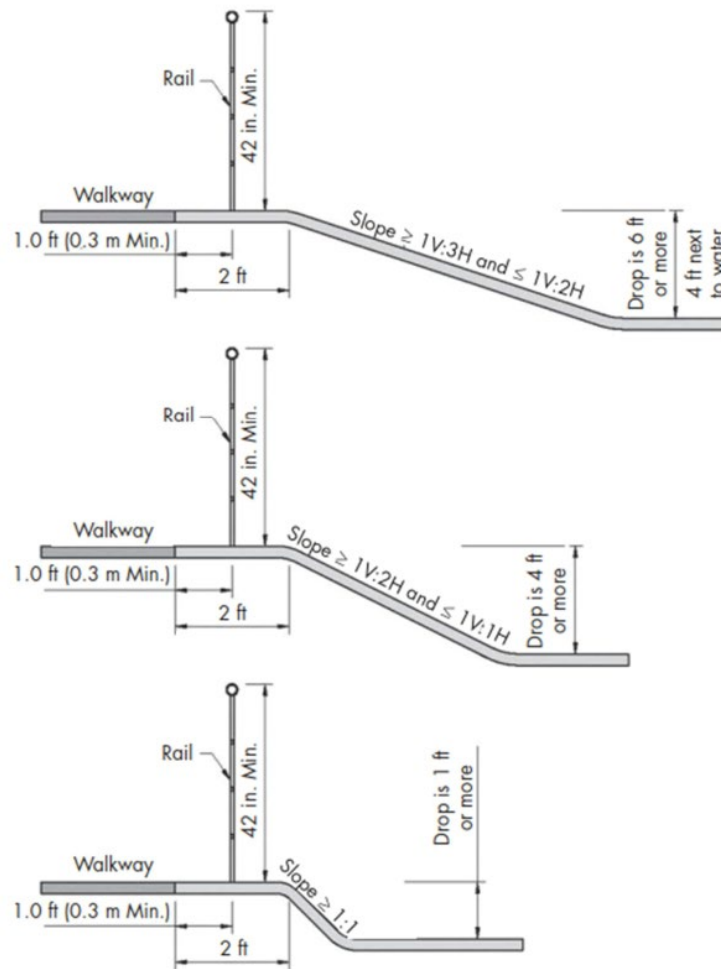 Rail
42 in. Min.
Walkway
1.0 ft (0.3 m Min.)
2 ft
Slope ≥ 1V:3H and ≤ 1V:2H
Drop is 6 ft
or more
4 ft next
to water
Rail
42 in. Min.
Walkway
1.0 ft (0.3 m Min.)
2 ft
Slope ≥ 1V:2H and ≤ 1V:1H
Drop is 4 ft
or more
Rail
42 in. Min.
Walkway
1.0 ft (0.3 m Min.)
2 ft
Slope ≥ 1:1
Drop is 1 ft
or more